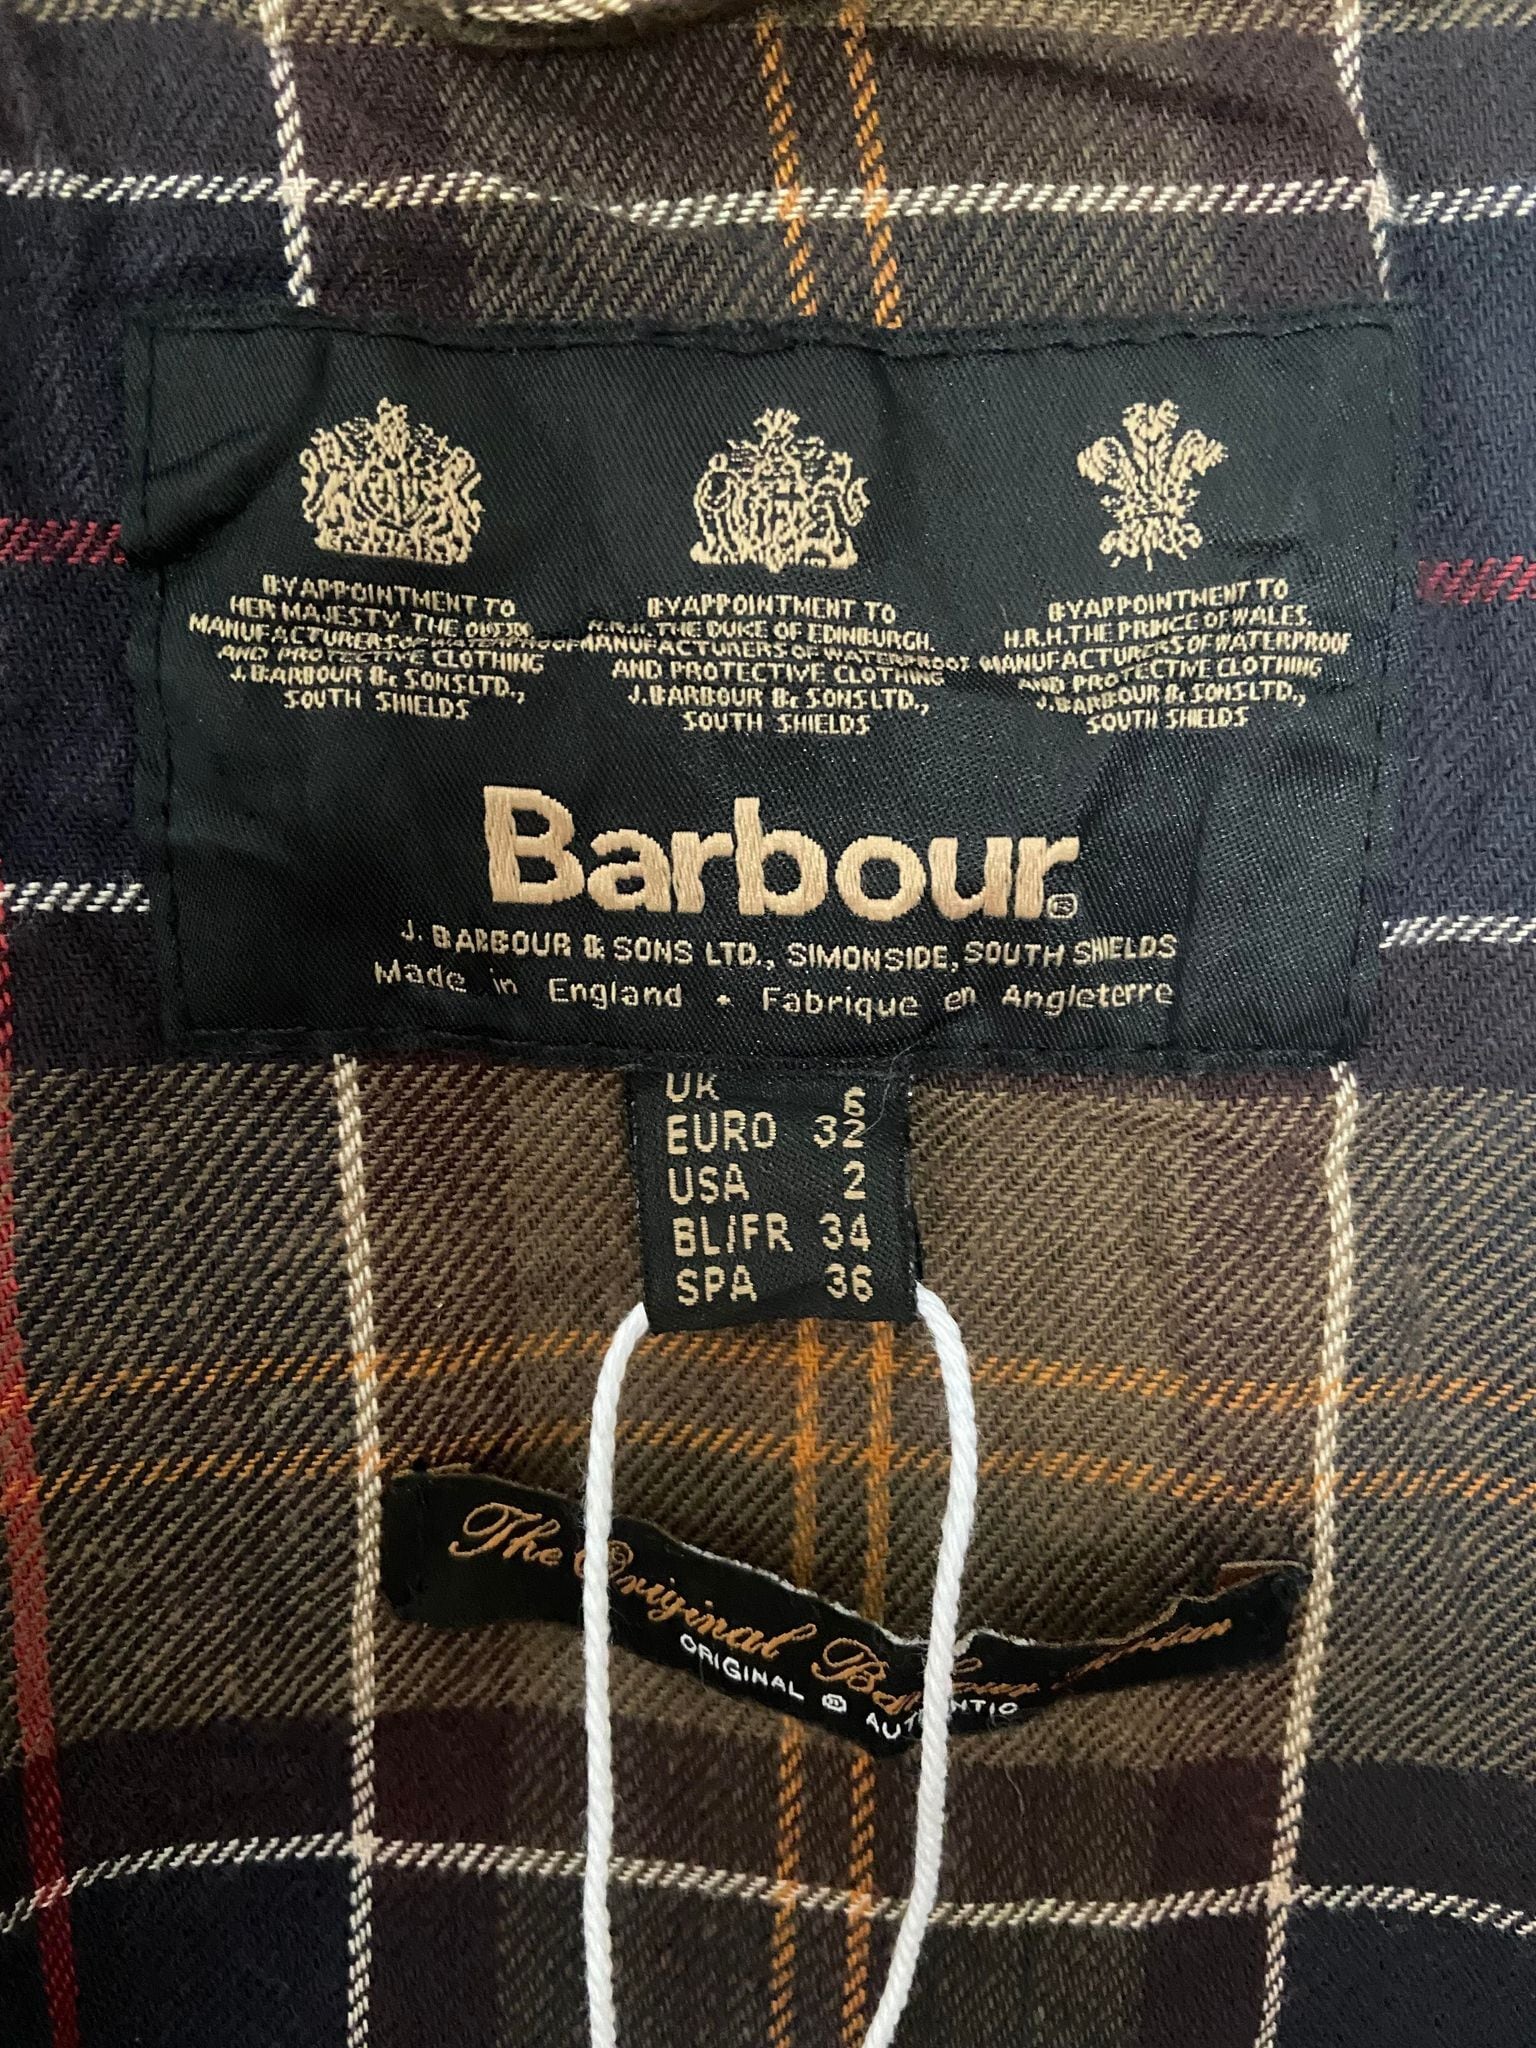 BY APPOINTMENT TO
HER MAJESTY THE QUEEN
MANUFACTURERS OF WATERPROOF
AND PROTECTIVE CLOTHING
J. BARBOUR & SONS LTD.,
SOUTH SHIELDS
BY APPOINTMENT TO
H.R.H. THE DUKE OF EDINBURGH.
MANUFACTURERS OF WATERPROOF
AND PROTECTIVE CLOTHING
J. BARBOUR & SONS LTD.,
SOUTH SHIELDS
BY APPOINTMENT TO
H.R.H. THE PRINCE OF WALES.
MANUFACTURERS OF WATERPROOF
AND PROTECTIVE CLOTHING
J. BARBOUR & SONS LTD.,
SOUTH SHIELDS
Barbour®
J. BARBOUR & SONS LTD., SIMONSIDE, SOUTH SHIELDS
Made in England • Fabrique en Angleterre
UK 6
EURO 32
USA 2
BL/FR 34
SPA 36
The Original Barbour
ORIGINAL ® AUTHENTIC